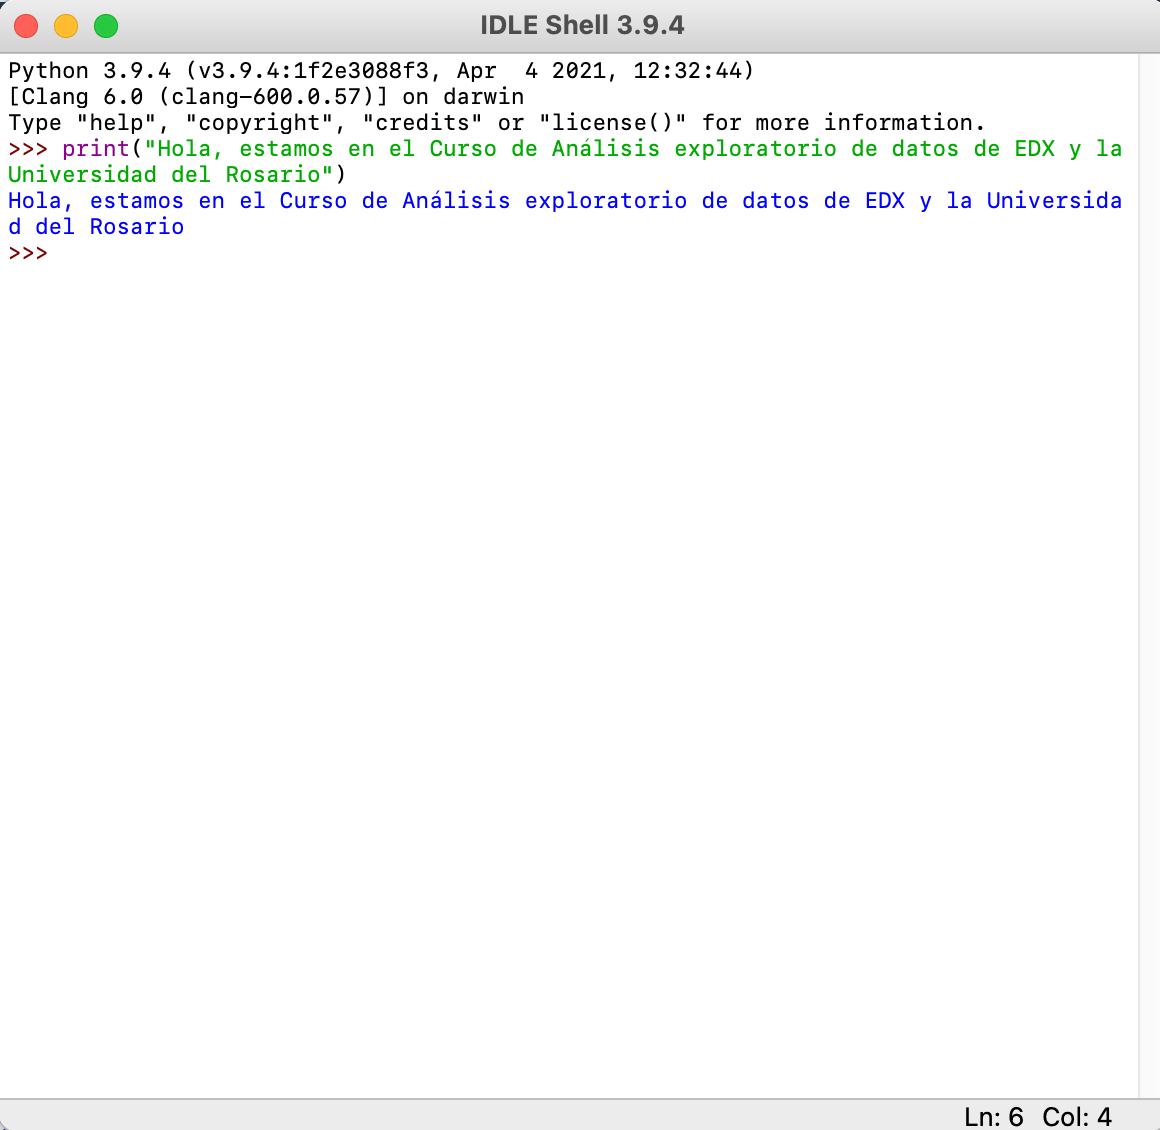 IDLE Shell 3.9.4
Python 3.9.4 (v3.9.4:1f2e3088f3, Apr  4 2021, 12:32:44)
[Clang 6.0 (clang-600.0.57)] on darwin
Type "help", "copyright", "credits" or "license()" for more information.
>>> print("Hola, estamos en el Curso de Análisis exploratorio de datos de EDX y la
Universidad del Rosario")
Hola, estamos en el Curso de Análisis exploratorio de datos de EDX y la Universida
d del Rosario
>>>
Ln: 6  Col: 4